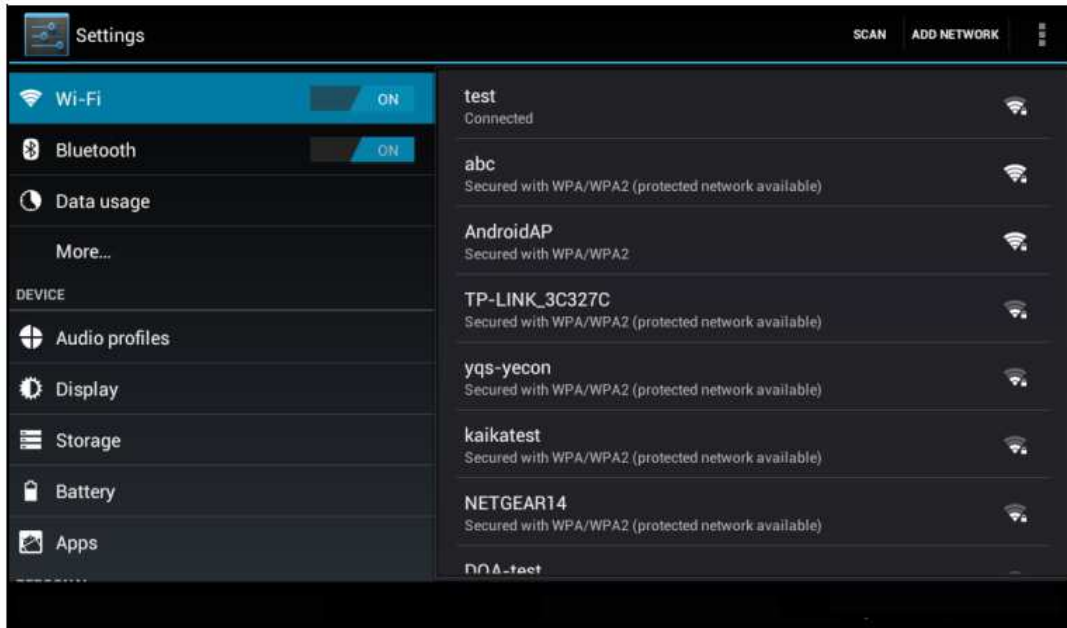 Settings
SCAN
ADD NETWORK
Wi-Fi
ON
Bluetooth
ON
Data usage
More...
DEVICE
Audio profiles
Display
Storage
Battery
Apps
test
Connected
abc
Secured with WPA/WPA2 (protected network available)
AndroidAP
Secured with WPA/WPA2
TP-LINK_3C327C
Secured with WPA/WPA2 (protected network available)
yqs-yecon
Secured with WPA/WPA2 (protected network available)
kaikatest
Secured with WPA/WPA2 (protected network available)
NETGEAR14
Secured with WPA/WPA2 (protected network available)